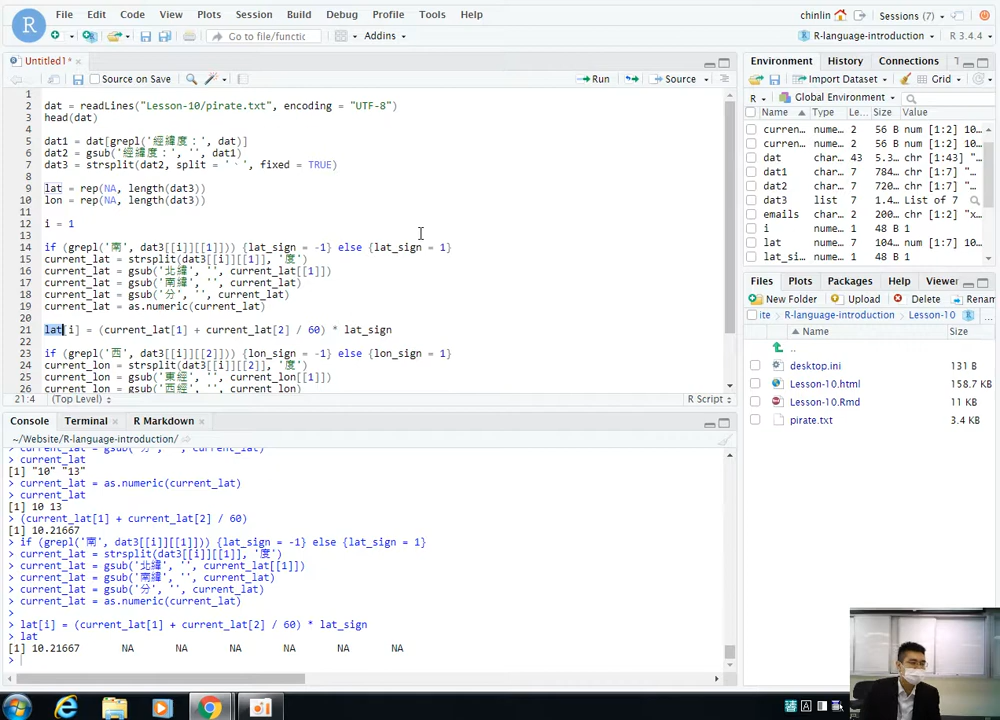 File Edit Code View Plots Session Build Debug Profile Tools Help
chinlin
Sessions (7)
Go to file/functic
Addins
R-language-introduction
R 3.4.4
Untitled1*
Source on Save
Run
Source
1
2 dat = readLines("Lesson-10/pirate.txt", encoding = "UTF-8")
3 head(dat)
4
5 dat1 = dat[grepl('經緯度：', dat)]
6 dat2 = gsub('經緯度：', '', dat1)
7 dat3 = strsplit(dat2, split = '、', fixed = TRUE)
8
9 lat = rep(NA, length(dat3))
10 lon = rep(NA, length(dat3))
11
12 i = 1
13
14 if (grepl('南', dat3[[i]][[1]])) {lat_sign = -1} else {lat_sign = 1}
15 current_lat = strsplit(dat3[[i]][[1]], '度')
16 current_lat = gsub('北緯', '', current_lat[[1]])
17 current_lat = gsub('南緯', '', current_lat)
18 current_lat = gsub('分', '', current_lat)
19 current_lat = as.numeric(current_lat)
20
21 lat[i] = (current_lat[1] + current_lat[2] / 60) * lat_sign
22
23 if (grepl('西', dat3[[i]][[2]])) {lon_sign = -1} else {lon_sign = 1}
24 current_lon = strsplit(dat3[[i]][[2]], '度')
25 current_lon = gsub('東經', '', current_lon[[1]])
26 current_lon = gsub('西經', '', current_lon)
21:4 (Top Level) R Script
Console Terminal R Markdown
~/Website/R-language-introduction/
> current_lat = gsub('分', '', current_lat)
> current_lat
[1] "10" "13"
> current_lat = as.numeric(current_lat)
> current_lat
[1] 10 13
> (current_lat[1] + current_lat[2] / 60)
[1] 10.21667
> if (grepl('南', dat3[[i]][[1]])) {lat_sign = -1} else {lat_sign = 1}
> current_lat = strsplit(dat3[[i]][[1]], '度')
> current_lat = gsub('北緯', '', current_lat[[1]])
> current_lat = gsub('南緯', '', current_lat)
> current_lat = gsub('分', '', current_lat)
> current_lat = as.numeric(current_lat)
>
> lat[i] = (current_lat[1] + current_lat[2] / 60) * lat_sign
> lat
[1] 10.21667 NA NA NA NA NA NA
>
Environment History Connections
Import Dataset
Grid
R
Global Environment
Name Type Le… Size Value
curren… nume… 2 56 B num [1:2] 10…
curren… nume… 2 56 B num [1:2] 10…
dat char… 43 5.3… chr [1:43] "…
dat1 char… 7 784… chr [1:7] "…
dat2 char… 7 720… chr [1:7] "…
dat3 list 7 1.4… List of 7
emails char… 2 200… chr [1:2] "x…
i nume… 1 48 B 1
lat nume… 7 104… num [1:7] 10…
lat_si… nume… 1 48 B 1
Files Plots Packages Help Viewer
New Folder Upload Delete Renam
ite R-language-introduction Lesson-10
Name Size
..
desktop.ini 131 B
Lesson-10.html 158.7 KB
Lesson-10.Rmd 11 KB
pirate.txt 3.4 KB